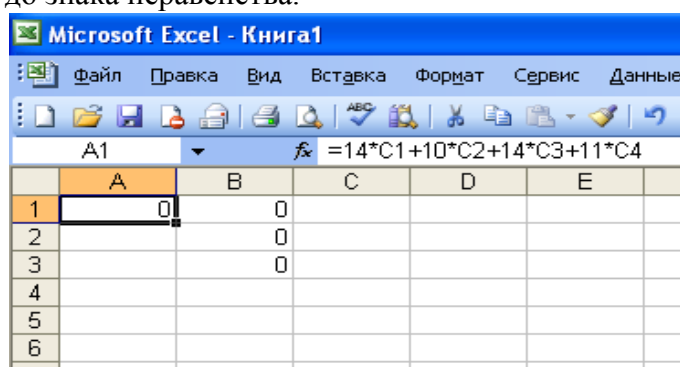 до знака неравенства.
Microsoft Excel - Книга1
Файл Правка Вид Вставка Формат Сервис Данные
ABC
A1 fx =14*C1+10*C2+14*C3+11*C4
A B C D E
1 0 0
2 0
3 0
4
5
6